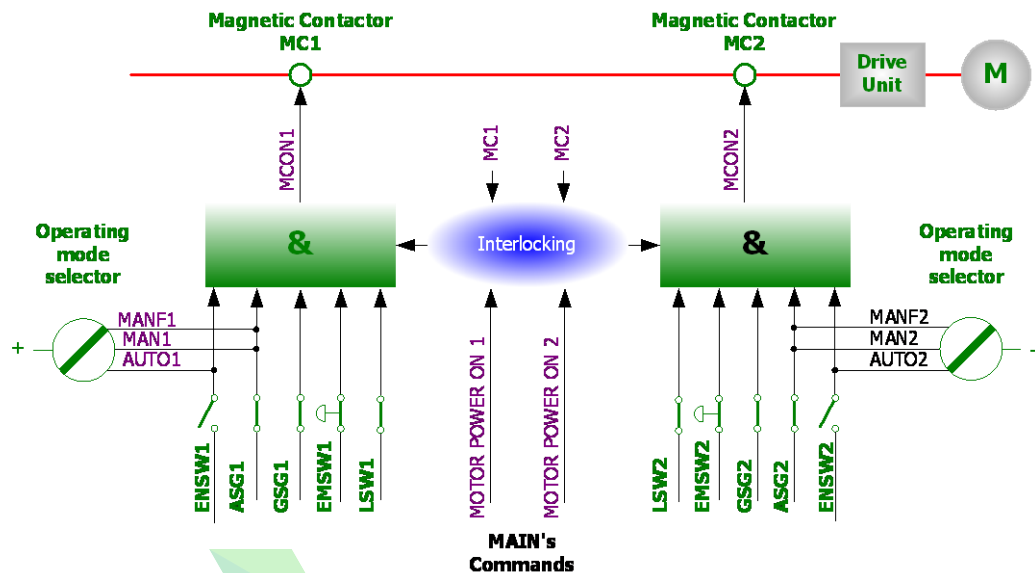 Magnetic Contactor
MC1
Magnetic Contactor
MC2
Drive
Unit
M
MCON1
MC1
MC2
MCON2
Operating
mode
selector
&
Interlocking
&
Operating
mode
selector
MANF1
MAN1
AUTO1
+
MANF2
MAN2
AUTO2
−
ENSW1
ASG1
GSG1
EMSW1
LSW1
MOTOR POWER ON 1
MOTOR POWER ON 2
LSW2
EMSW2
GSG2
ASG2
ENSW2
MAIN's
Commands